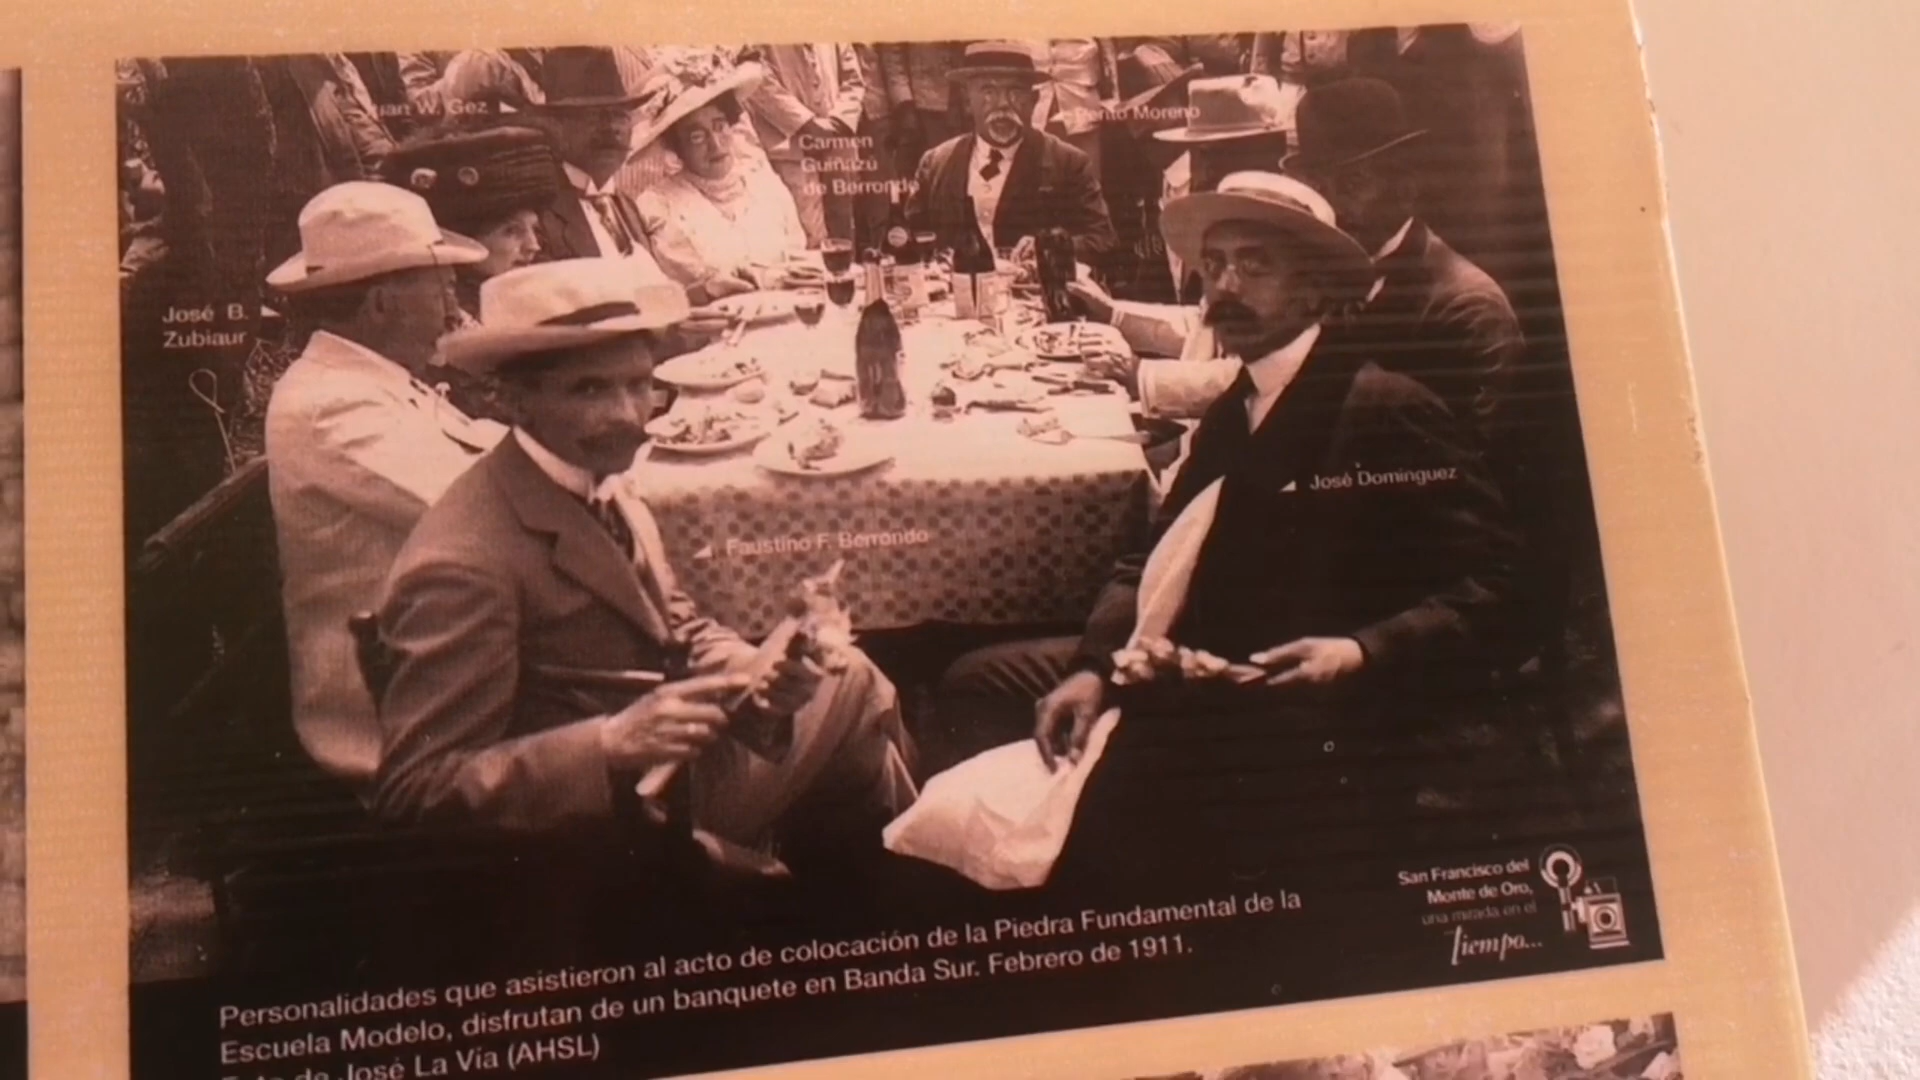 Juan W. Gez
Carmen
Guiñazú
de Berrondo
Benito Moreno
José B.
Zubiaur
José Dominguez
Faustino F. Berrondo
San Francisco del
Monte de Oro,
una mirada en el
Tiempo...
Personalidades que asistieron al acto de colocación de la Piedra Fundamental de la
Escuela Modelo, disfrutan de un banquete en Banda Sur. Febrero de 1911.
de José La Vía (AHSL)